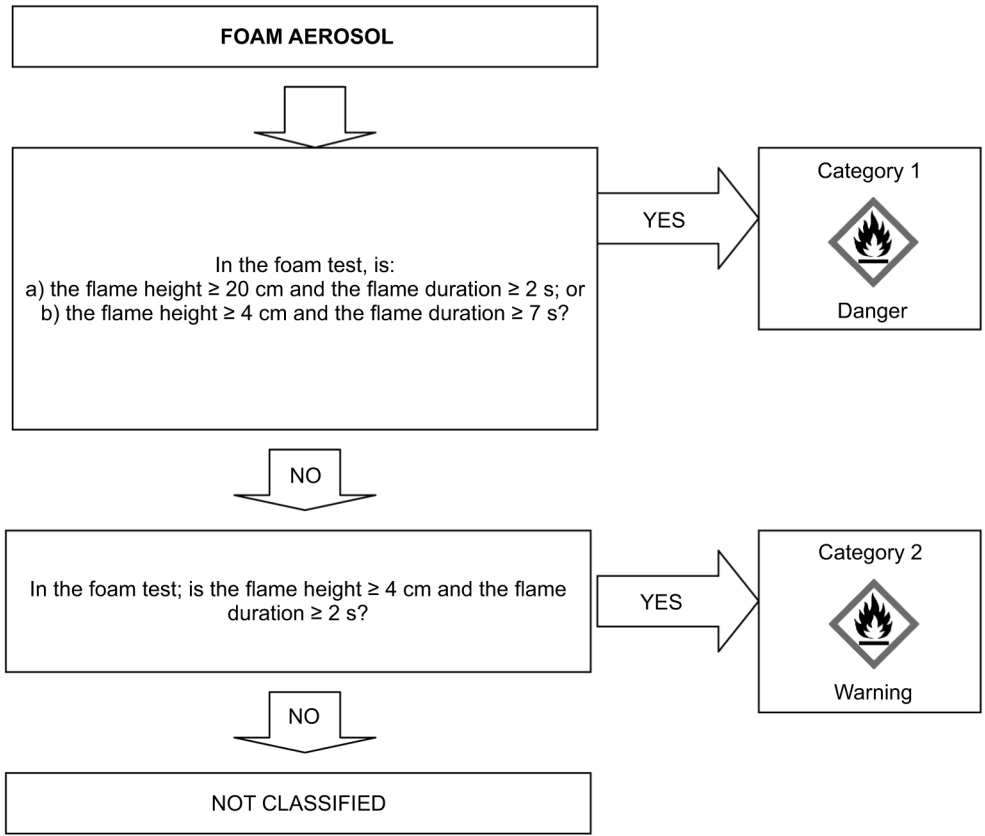 FOAM AEROSOL
In the foam test, is:
a) the flame height ≥ 20 cm and the flame duration ≥ 2 s; or
b) the flame height ≥ 4 cm and the flame duration ≥ 7 s?
YES
Category 1
Danger
NO
In the foam test; is the flame height ≥ 4 cm and the flame
duration ≥ 2 s?
YES
Category 2
Warning
NO
NOT CLASSIFIED